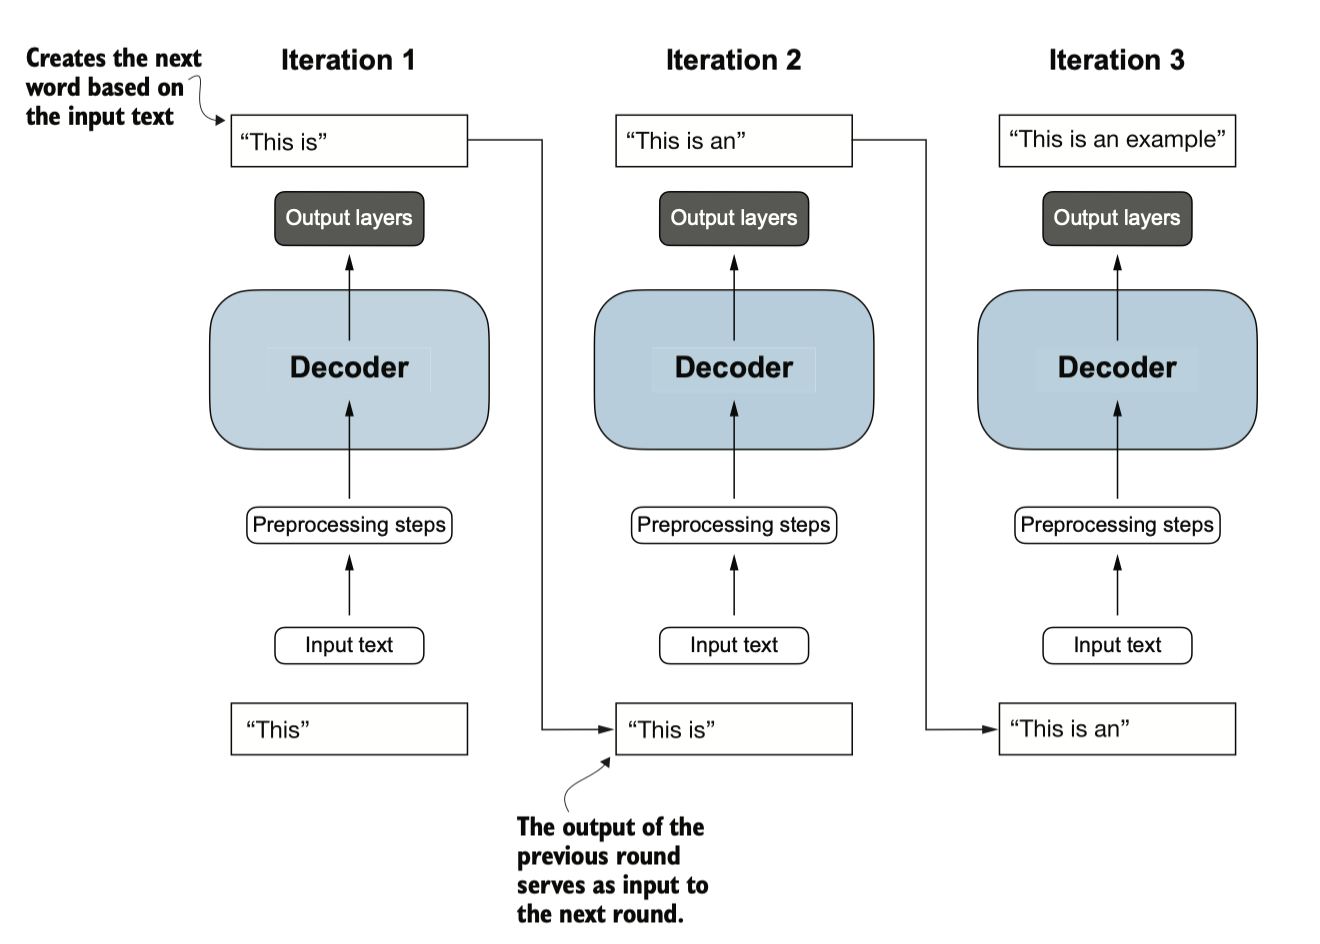 Creates the next
word based on
the input text
Iteration 1
“This is”
Output layers
Decoder
Preprocessing steps
Input text
“This”
Iteration 2
“This is an”
Output layers
Decoder
Preprocessing steps
Input text
“This is”
The output of the
previous round
serves as input to
the next round.
Iteration 3
“This is an example”
Output layers
Decoder
Preprocessing steps
Input text
“This is an”